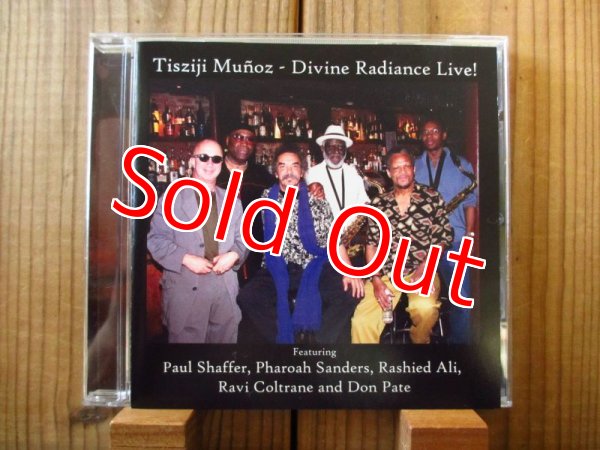 Tisziji Muñoz - Divine Radiance Live!
Sold Out
Featuring
Paul Shaffer, Pharoah Sanders, Rashied Ali,
Ravi Coltrane and Don Pate